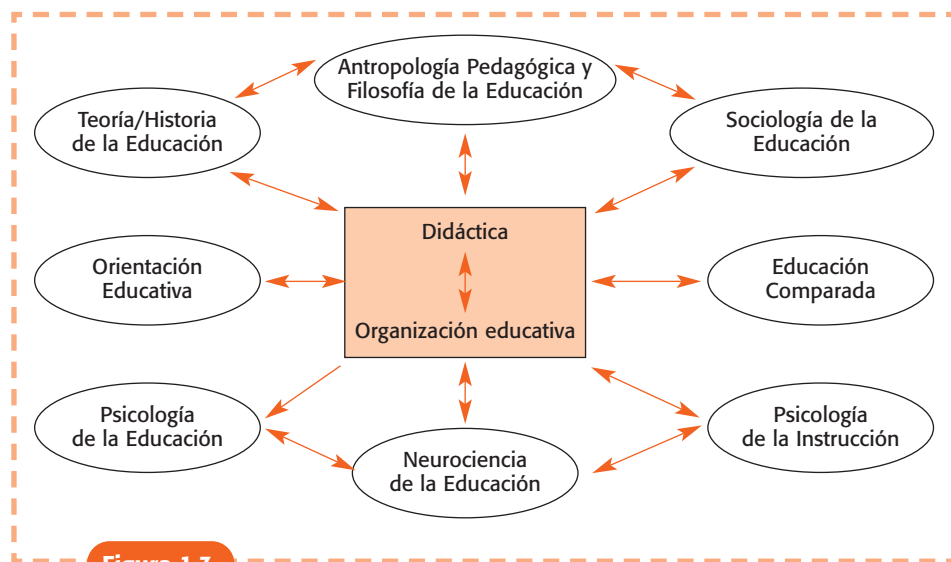 Antropología Pedagógica y
Filosofía de la Educación
Teoría/Historia
de la Educación
Sociología de la
Educación
Didáctica
Orientación
Educativa
Educación
Comparada
Organización educativa
Psicología
de la Educación
Psicología
de la Instrucción
Neurociencia
de la Educación